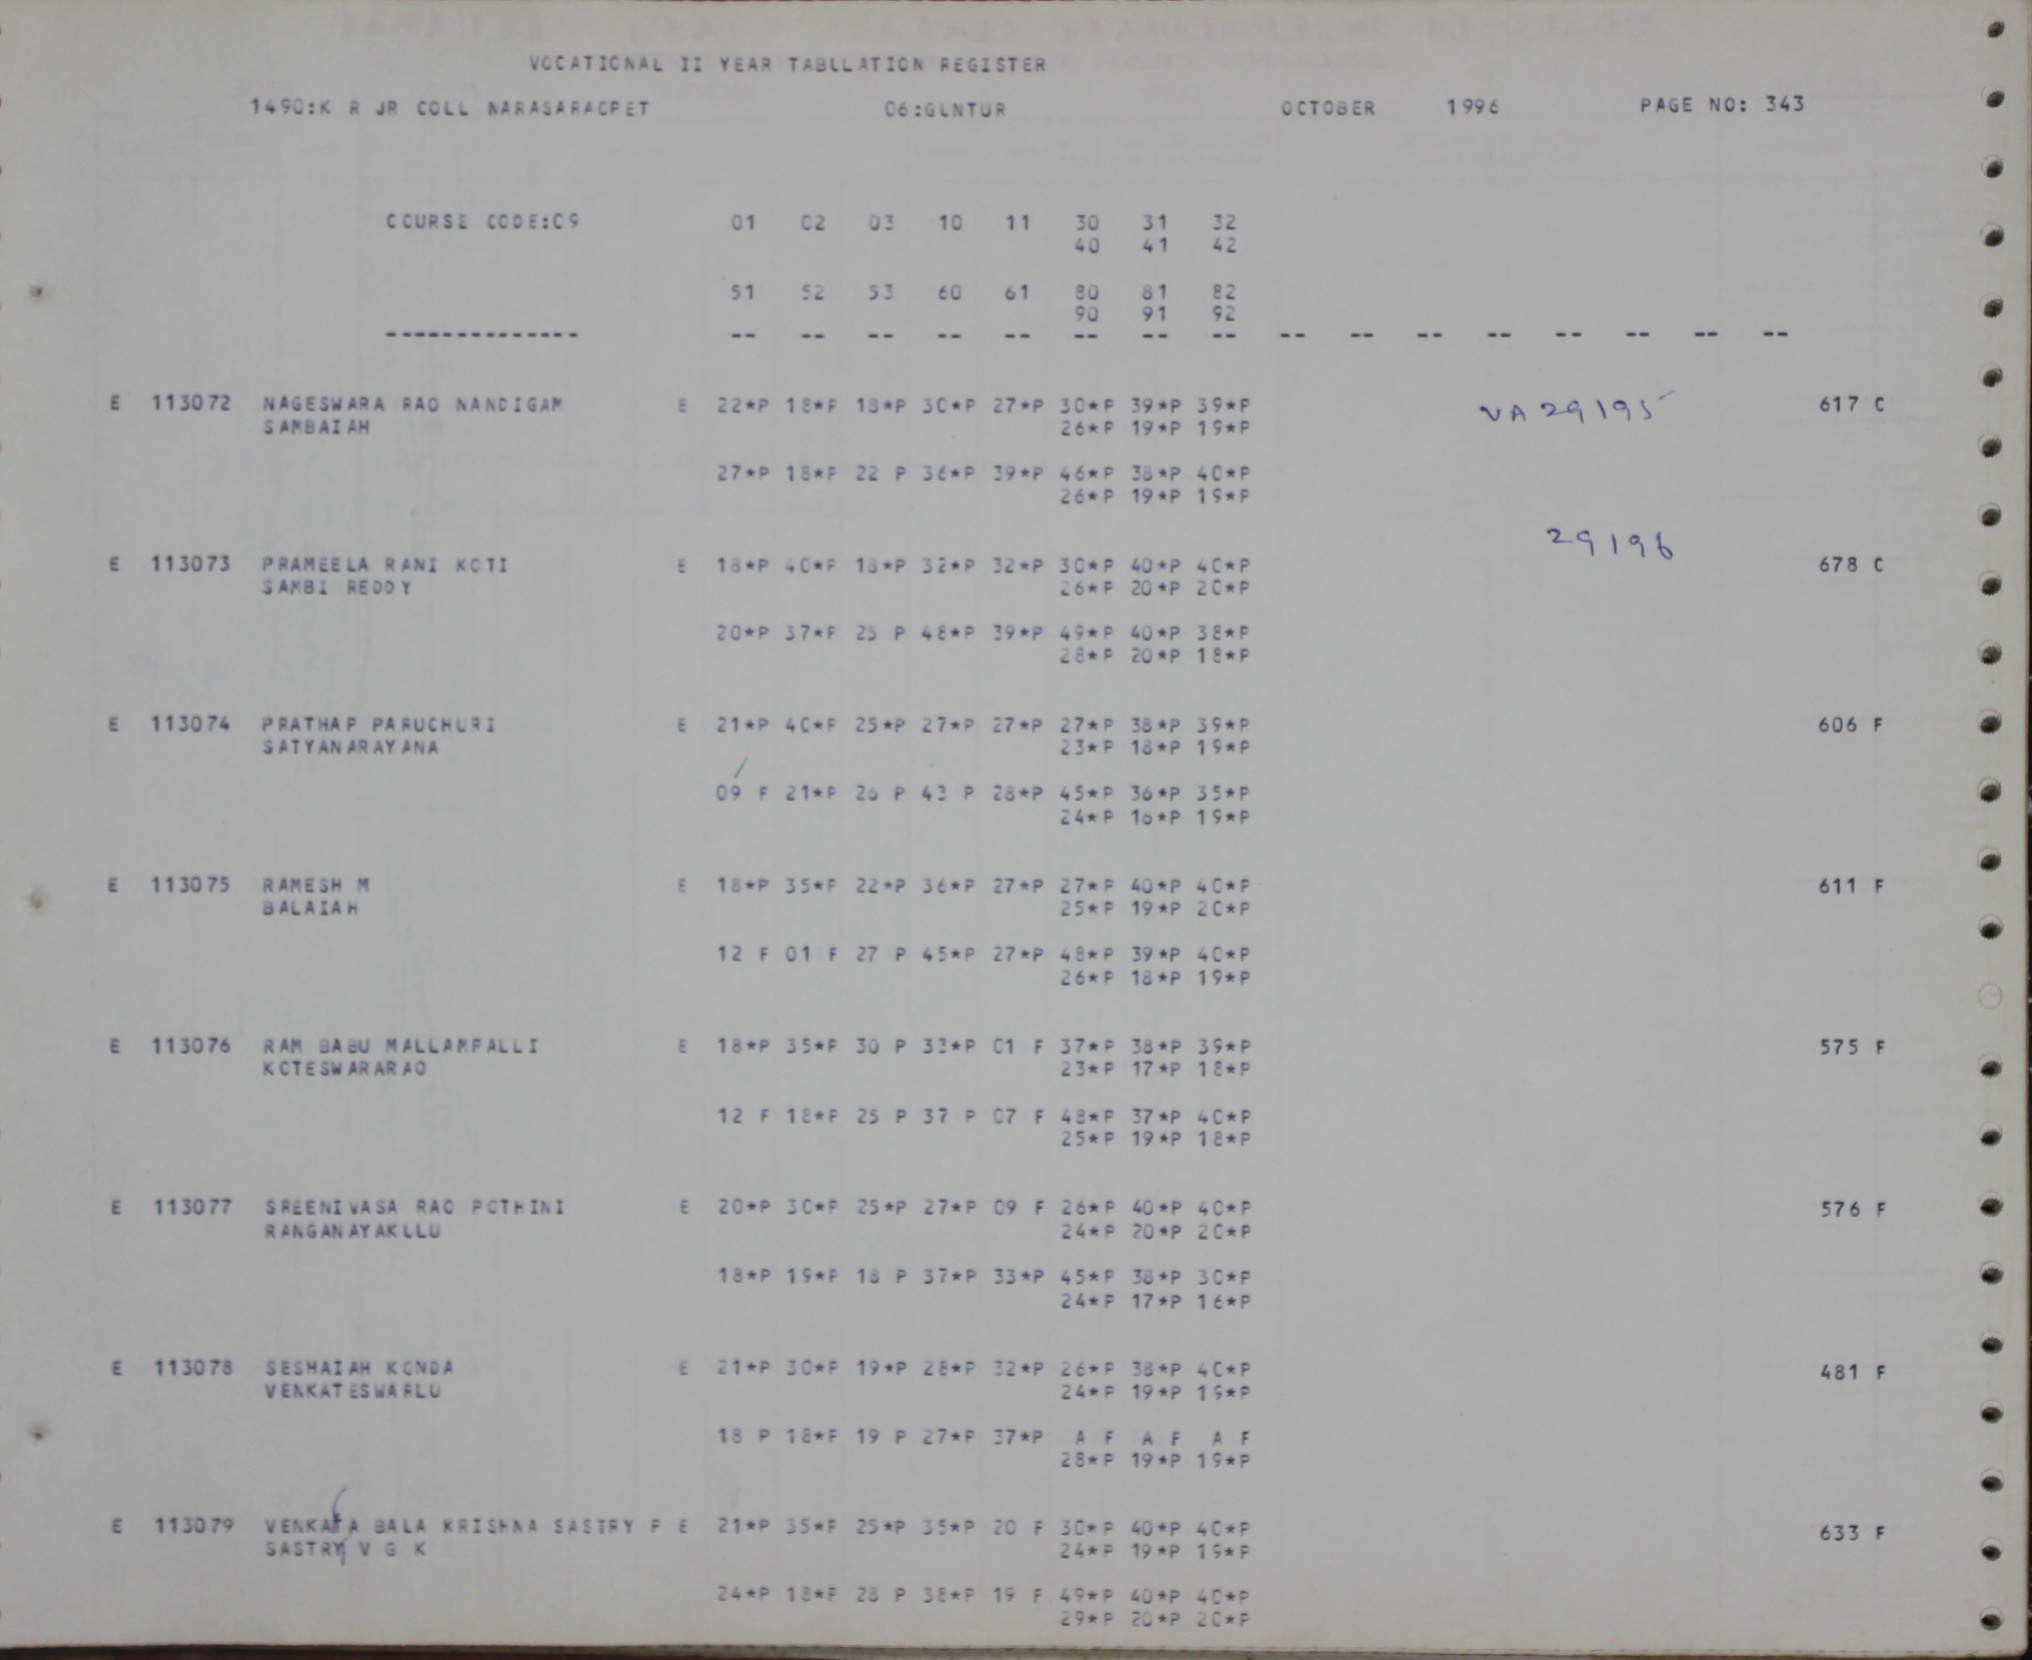 VOCATIONAL II YEAR TABULATION REGISTER
1490:K R JR COLL NARASARAOPET 06:GUNTUR OCTOBER 1996 PAGE NO: 343
COURSE CODE:09 01 02 03 10 11 30 31 32
40 41 42
51 52 53 60 61 80 81 82
90 91 92
-------------- -- -- -- -- -- -- -- -- -- -- -- -- -- -- -- --
E 113072 NAGESWARA RAO NANDIGAM E 22*P 18*P 18*P 30*P 27*P 30*P 39*P 39*P VA 29195 617 C
SAMBAIAH 26*P 19*P 19*P
27*P 18*P 22 P 36*P 39*P 46*P 38*P 40*P
26*P 19*P 19*P
29196
E 113073 PRAMEELA RANI KOTI E 18*P 40*P 18*P 32*P 32*P 30*P 40*P 40*P 678 C
SAMBI REDDY 26*P 20*P 20*P
20*P 37*P 25 P 48*P 39*P 49*P 40*P 38*P
28*P 20*P 18*P
E 113074 PRATHAP PARUCHURI E 21*P 40*P 25*P 27*P 27*P 27*P 38*P 39*P 606 F
SATYANARAYANA 23*P 18*P 19*P
09 F 21*P 26 P 43 P 28*P 45*P 36*P 35*P
24*P 16*P 19*P
E 113075 RAMESH M E 18*P 35*P 22*P 36*P 27*P 27*P 40*P 40*P 611 F
BALAIAH 25*P 19*P 20*P
12 F 01 F 27 P 45*P 27*P 48*P 39*P 40*P
26*P 18*P 19*P
E 113076 RAM BABU MALLAMPALLI E 18*P 35*P 30 P 33*P 01 F 37*P 38*P 39*P 575 F
KOTESWARARAO 23*P 17*P 18*P
12 F 18*P 25 P 37 P 07 F 48*P 37*P 40*P
25*P 19*P 18*P
E 113077 SREENIVASA RAO POTHINI E 20*P 30*P 25*P 27*P 09 F 26*P 40*P 40*P 576 F
RANGANAYAKULU 24*P 20*P 20*P
18*P 19*P 18 P 37*P 33*P 45*P 38*P 30*P
24*P 17*P 16*P
E 113078 SESHAIAH KONDA E 21*P 30*P 19*P 28*P 32*P 26*P 38*P 40*P 481 F
VENKATESWARLU 24*P 19*P 19*P
18 P 18*P 19 P 27*P 37*P A F A F A F
28*P 19*P 19*P
E 113079 VENKATA BALA KRISHNA SASTRY P E 21*P 35*P 25*P 35*P 20 F 30*P 40*P 40*P 633 F
SASTRY V G K 24*P 19*P 19*P
24*P 18*P 28 P 38*P 19 F 49*P 40*P 40*P
29*P 20*P 20*P